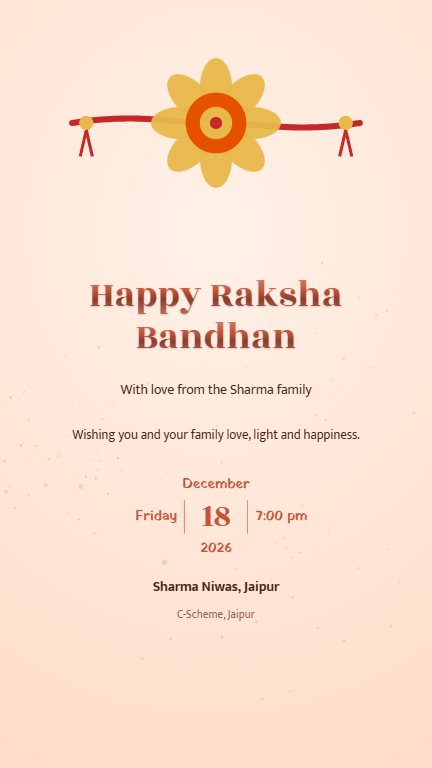 Happy Raksha
Bandhan
With love from the Sharma family
Wishing you and your family love, light and happiness.
December
Friday 18 7:00 pm
2026
Sharma Niwas, Jaipur
C-Scheme, Jaipur